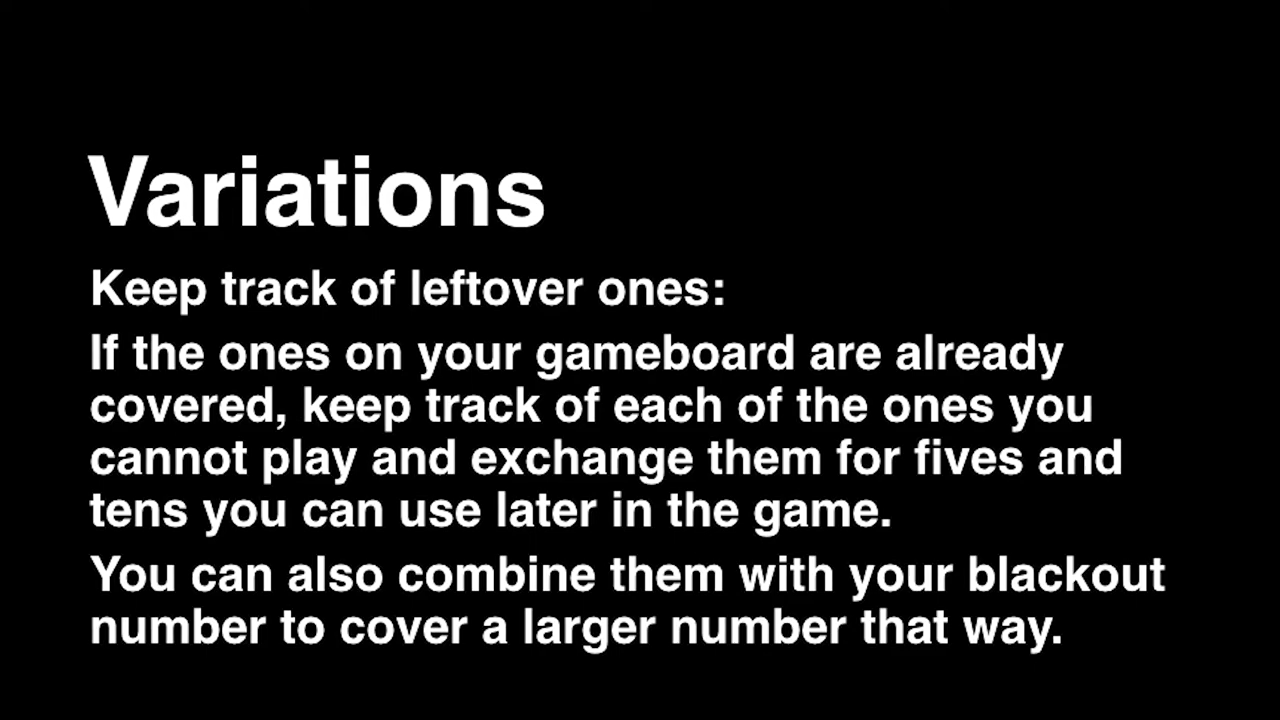 Variations
Keep track of leftover ones:
If the ones on your gameboard are already
covered, keep track of each of the ones you
cannot play and exchange them for fives and
tens you can use later in the game.
You can also combine them with your blackout
number to cover a larger number that way.